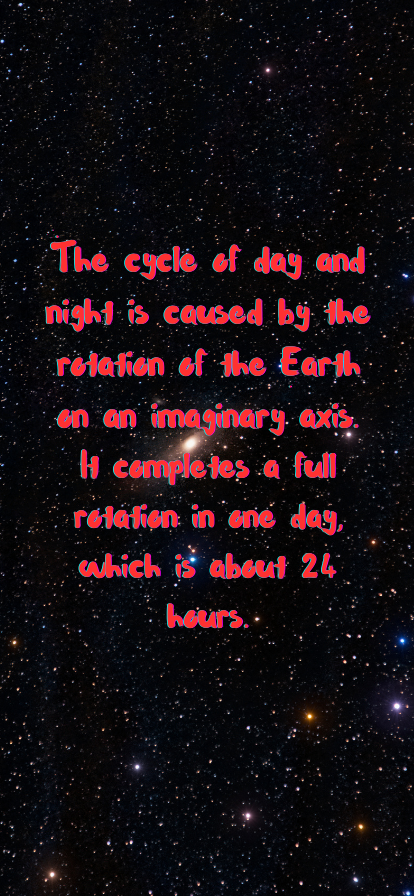 The cycle of day and
night is caused by the
rotation of the Earth
on an imaginary axis.
It completes a full
rotation in one day,
which is about 24
hours.